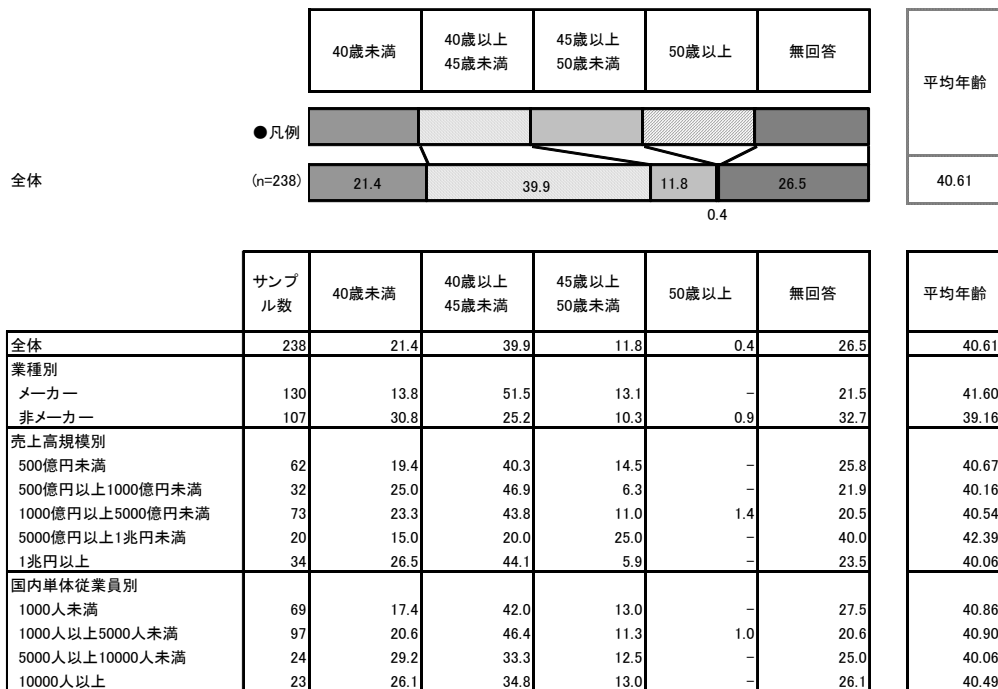 40歳未満 40歳以上 45歳未満 45歳以上 50歳未満 50歳以上 無回答 平均年齢
●凡例
全体 (n=238) 21.4 39.9 11.8 26.5 40.61
0.4
サンプル数 40歳未満 40歳以上 45歳未満 45歳以上 50歳未満 50歳以上 無回答 平均年齢
全体 238 21.4 39.9 11.8 0.4 26.5 40.61
業種別
メーカー 130 13.8 51.5 13.1 – 21.5 41.60
非メーカー 107 30.8 25.2 10.3 0.9 32.7 39.16
売上高規模別
500億円未満 62 19.4 40.3 14.5 – 25.8 40.67
500億円以上1000億円未満 32 25.0 46.9 6.3 – 21.9 40.16
1000億円以上5000億円未満 73 23.3 43.8 11.0 1.4 20.5 40.54
5000億円以上1兆円未満 20 15.0 20.0 25.0 – 40.0 42.39
1兆円以上 34 26.5 44.1 5.9 – 23.5 40.06
国内単体従業員別
1000人未満 69 17.4 42.0 13.0 – 27.5 40.86
1000人以上5000人未満 97 20.6 46.4 11.3 1.0 20.6 40.90
5000人以上10000人未満 24 29.2 33.3 12.5 – 25.0 40.06
10000人以上 23 26.1 34.8 13.0 – 26.1 40.49